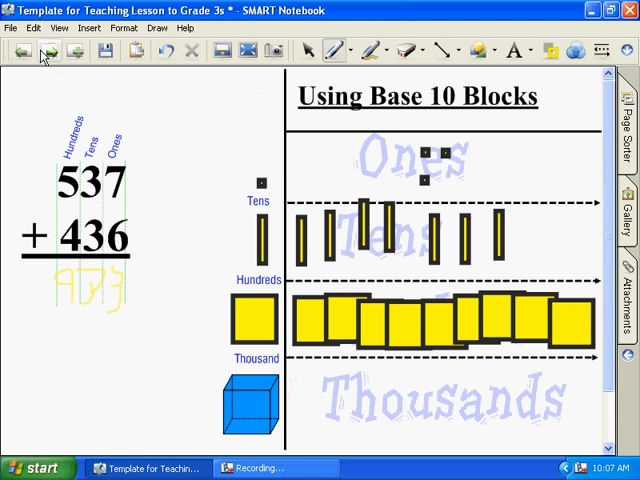 Template for Teaching Lesson to Grade 3s * - SMART Notebook
File Edit View Insert Format Draw Help
Using Base 10 Blocks
Hundreds
Tens
Ones
537
+ 436
973
Ones
Tens
Tens
Hundreds
Thousand
Thousands
Page Sorter
Gallery
Attachments
start
Template for Teachin...
Recording...
10:07 AM